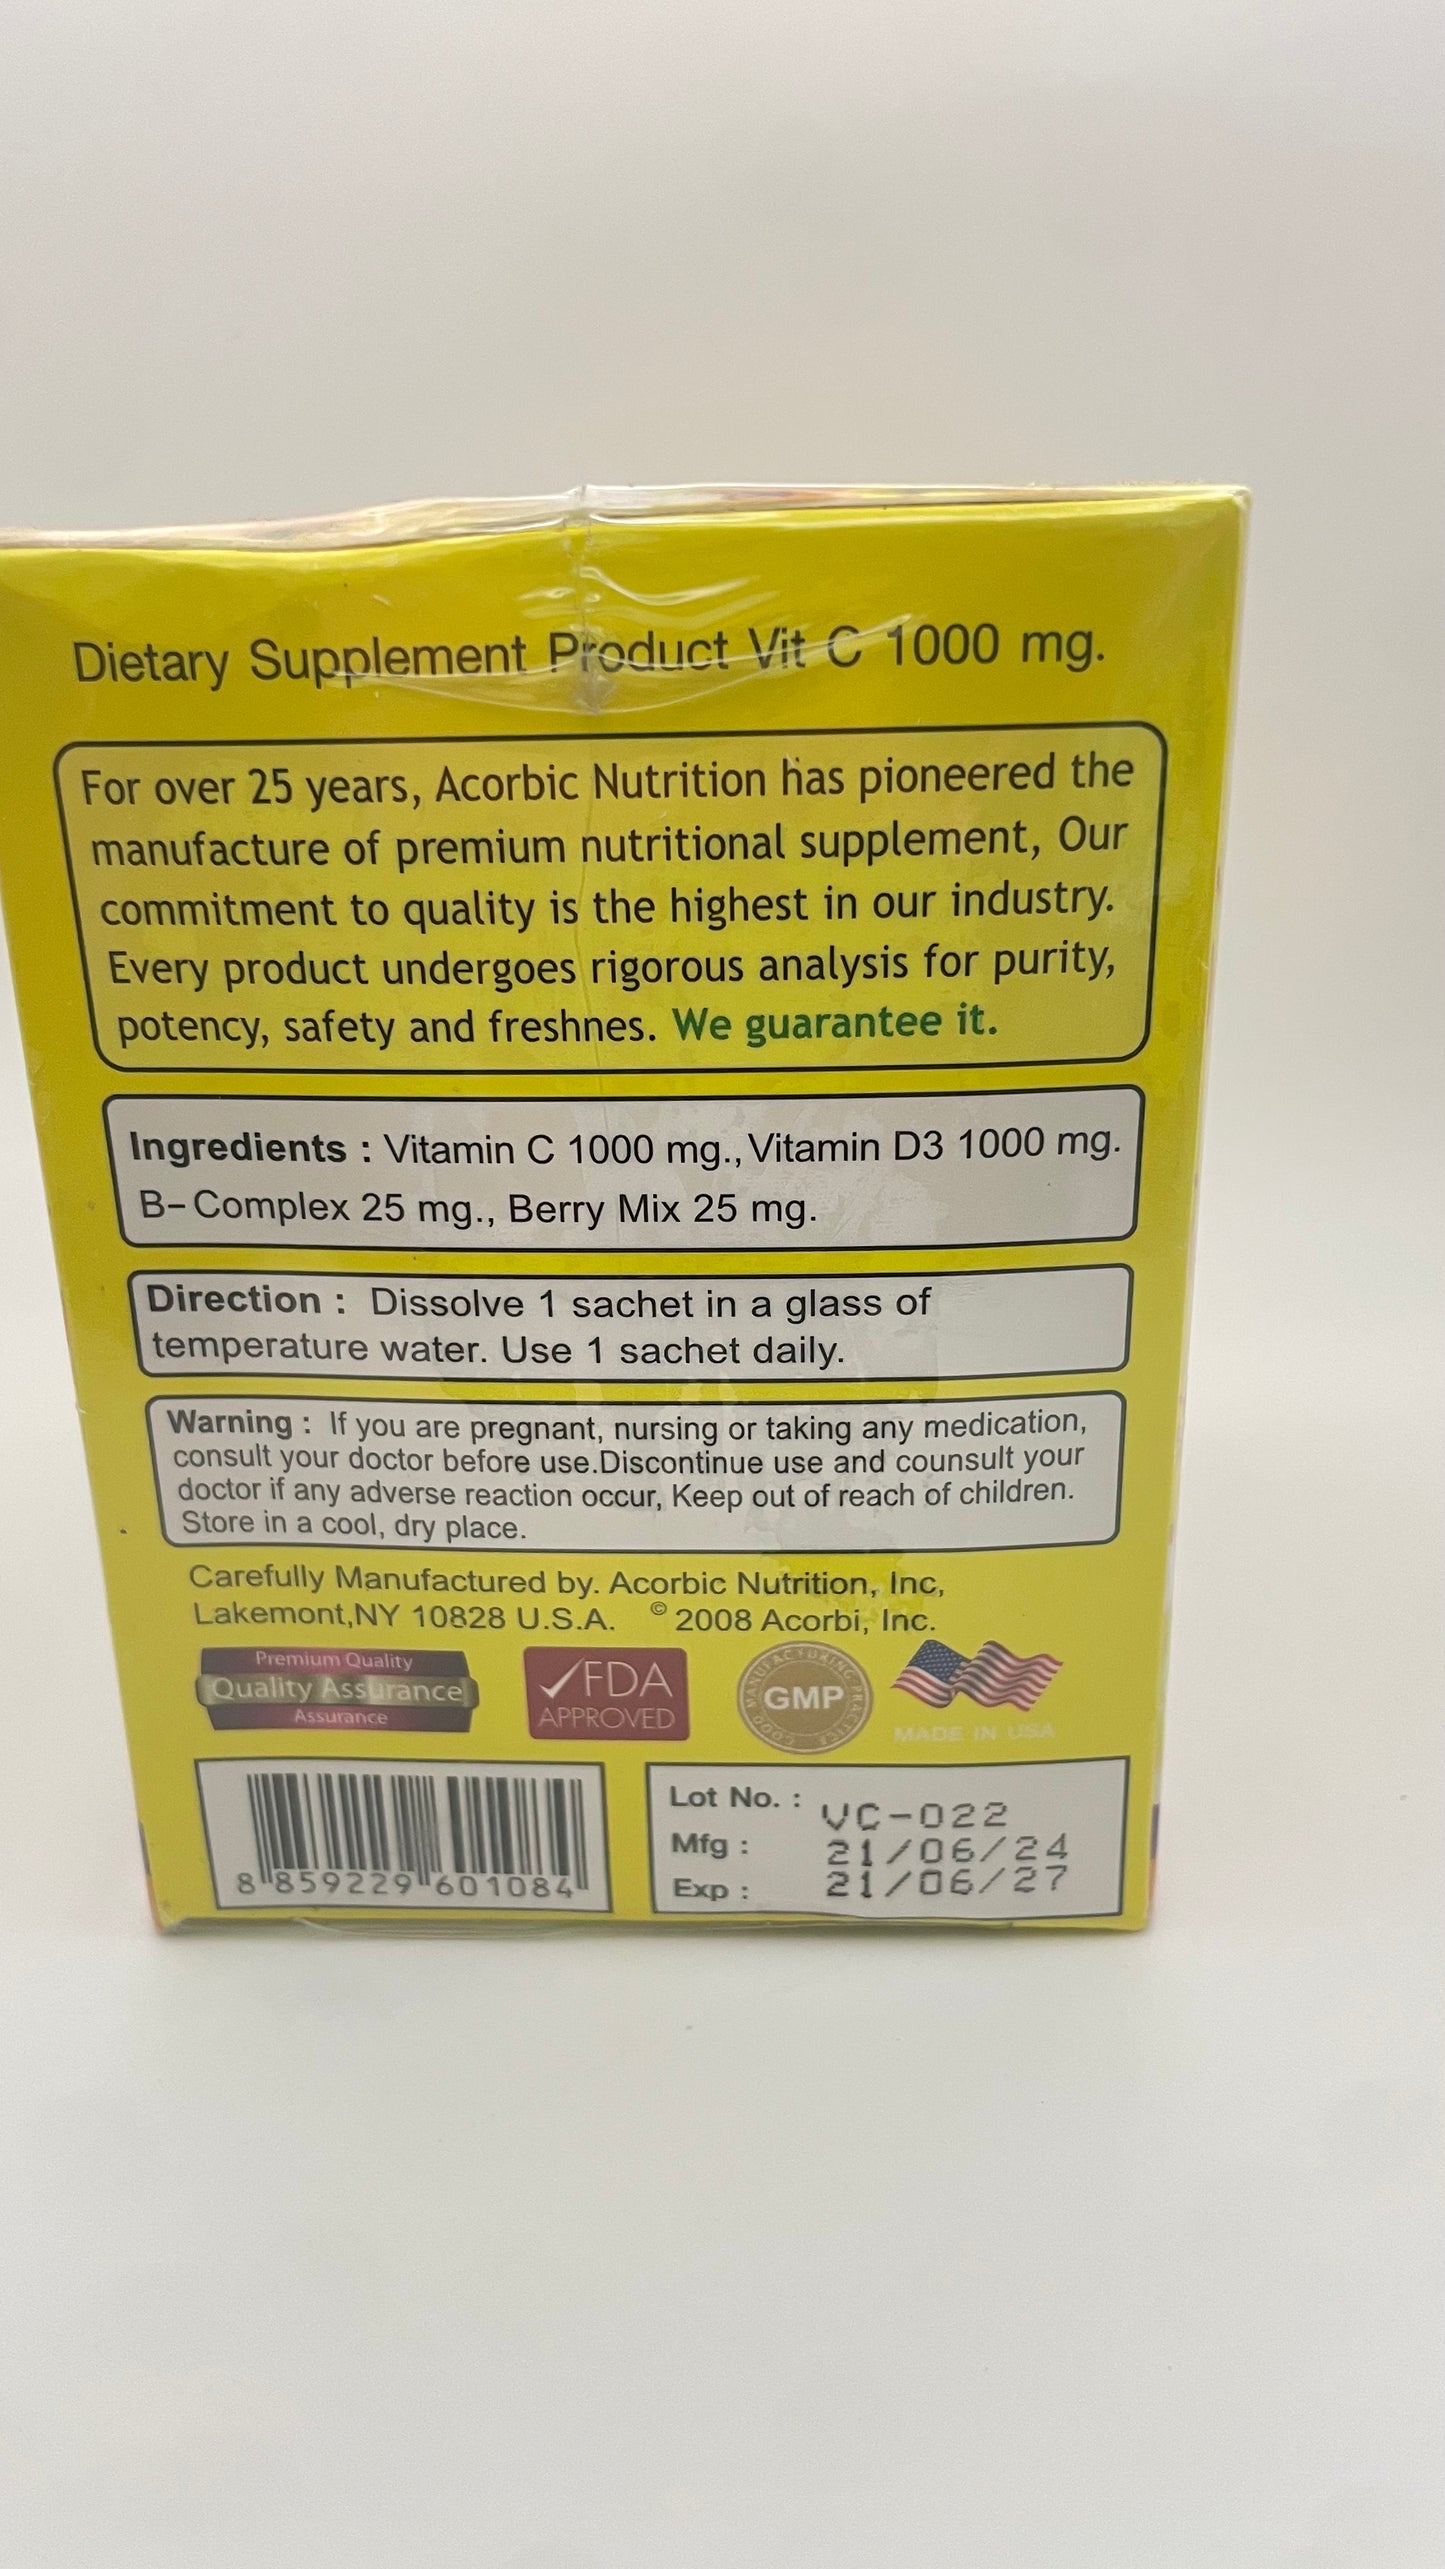 Dietary Supplement Product Vit C 1000 mg.
For over 25 years, Acorbic Nutrition has pioneered the
manufacture of premium nutritional supplement, Our
commitment to quality is the highest in our industry.
Every product undergoes rigorous analysis for purity,
potency, safety and freshnes. We guarantee it.
Ingredients : Vitamin C 1000 mg., Vitamin D3 1000 mg.
B-Complex 25 mg., Berry Mix 25 mg.
Direction : Dissolve 1 sachet in a glass of
temperature water. Use 1 sachet daily.
Warning : If you are pregnant, nursing or taking any medication,
consult your doctor before use.Discontinue use and counsult your
doctor if any adverse reaction occur, Keep out of reach of children.
Store in a cool, dry place.
Carefully Manufactured by. Acorbic Nutrition, Inc,
Lakemont,NY 10828 U.S.A. © 2008 Acorbi, Inc.
Premium Quality
Quality Assurance
Assurance
FDA
APPROVED
GOOD MANUFACTURING PRACTICE
GMP
MADE IN USA
8 859229 601084
Lot No. : VC-022
Mfg : 21/06/24
Exp : 21/06/27